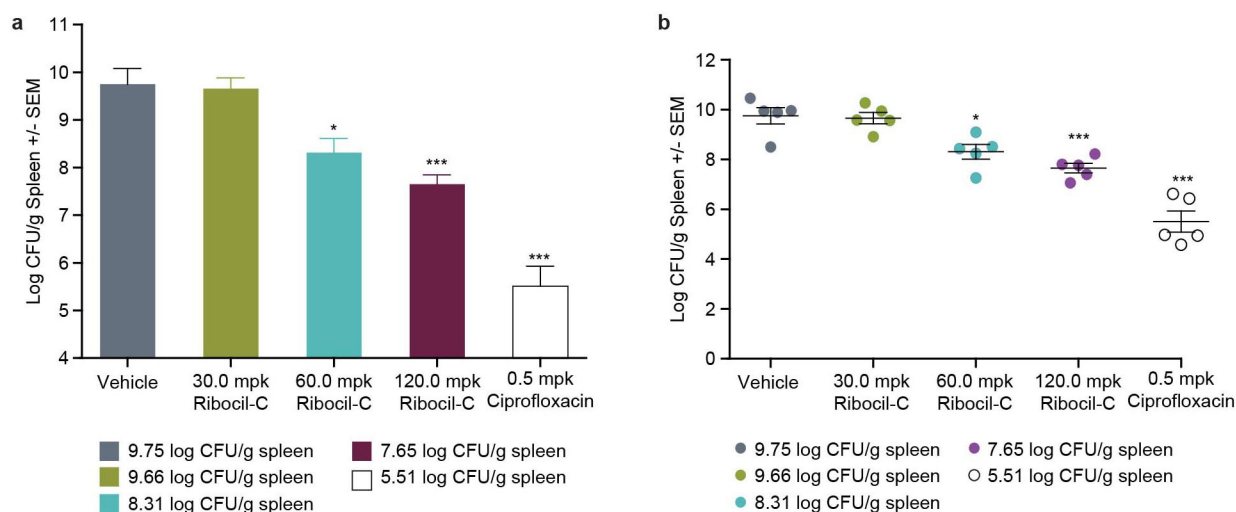 a
Log CFU/g Spleen +/- SEM
11
10
9
8
7
6
5
4
*
***
***
Vehicle
30.0 mpk
Ribocil-C
60.0 mpk
Ribocil-C
120.0 mpk
Ribocil-C
0.5 mpk
Ciprofloxacin
9.75 log CFU/g spleen
9.66 log CFU/g spleen
8.31 log CFU/g spleen
7.65 log CFU/g spleen
5.51 log CFU/g spleen
b
Log CFU/g Spleen +/- SEM
12
10
8
6
4
2
0
*
***
***
Vehicle
30.0 mpk
Ribocil-C
60.0 mpk
Ribocil-C
120.0 mpk
Ribocil-C
0.5 mpk
Ciprofloxacin
9.75 log CFU/g spleen
9.66 log CFU/g spleen
8.31 log CFU/g spleen
7.65 log CFU/g spleen
5.51 log CFU/g spleen